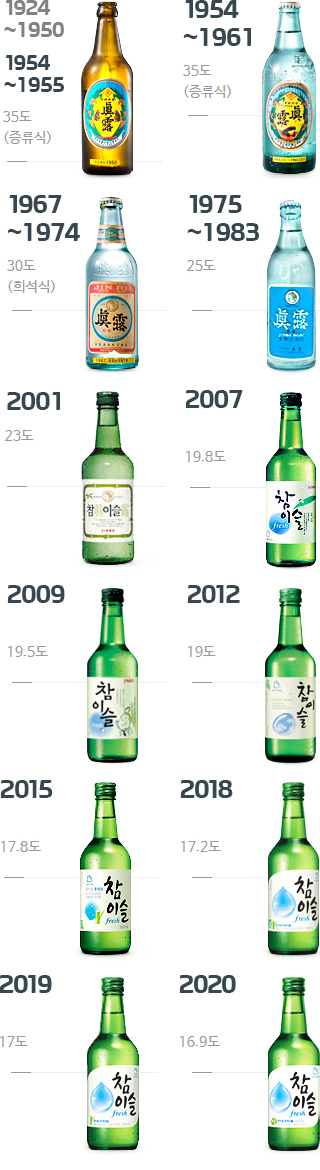 1924
~1950
1954
~1955
35도
(증류식)
眞
露
1924 ~ 1950
1954
~1961
35도
(증류식)
眞
露
1967
~1974
30도
(희석식)
JINRO
眞露
1975
~1983
25도
眞露
2001
23도
참眞이슬露
2007
19.8도
참
이슬
fresh
2009
19.5도
참
이슬
2012
19도
참
이슬
2015
17.8도
참
이슬
fresh
2018
17.2도
참
이슬
fresh
2019
17도
참
이슬
fresh
2020
16.9도
참
이슬
fresh